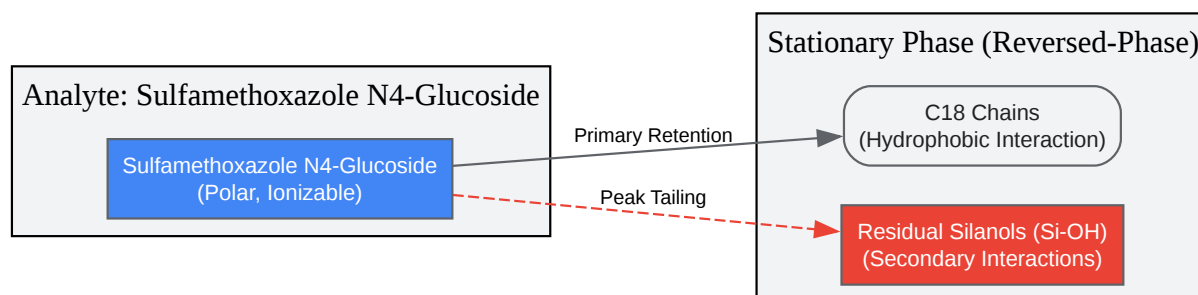 Analyte: Sulfamethoxazole N4-Glucoside
Sulfamethoxazole N4-Glucoside
(Polar, Ionizable)
Primary Retention
Peak Tailing
Stationary Phase (Reversed-Phase)
C18 Chains
(Hydrophobic Interaction)
Residual Silanols (Si-OH)
(Secondary Interactions)